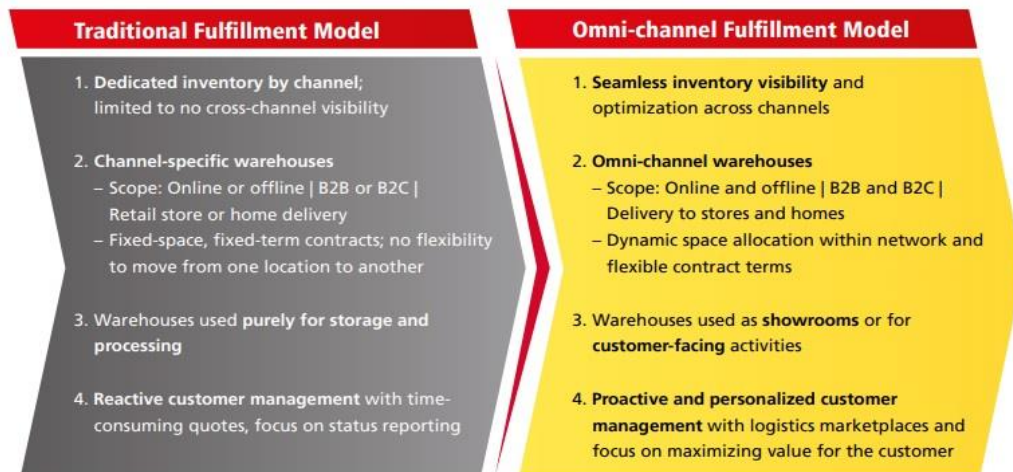 Traditional Fulfillment Model
1. Dedicated inventory by channel;
limited to no cross-channel visibility
2. Channel-specific warehouses
– Scope: Online or offline | B2B or B2C |
Retail store or home delivery
– Fixed-space, fixed-term contracts; no flexibility
to move from one location to another
3. Warehouses used purely for storage and
processing
4. Reactive customer management with time-
consuming quotes, focus on status reporting
Omni-channel Fulfillment Model
1. Seamless inventory visibility and
optimization across channels
2. Omni-channel warehouses
– Scope: Online and offline | B2B and B2C |
Delivery to stores and homes
– Dynamic space allocation within network and
flexible contract terms
3. Warehouses used as showrooms or for
customer-facing activities
4. Proactive and personalized customer
management with logistics marketplaces and
focus on maximizing value for the customer